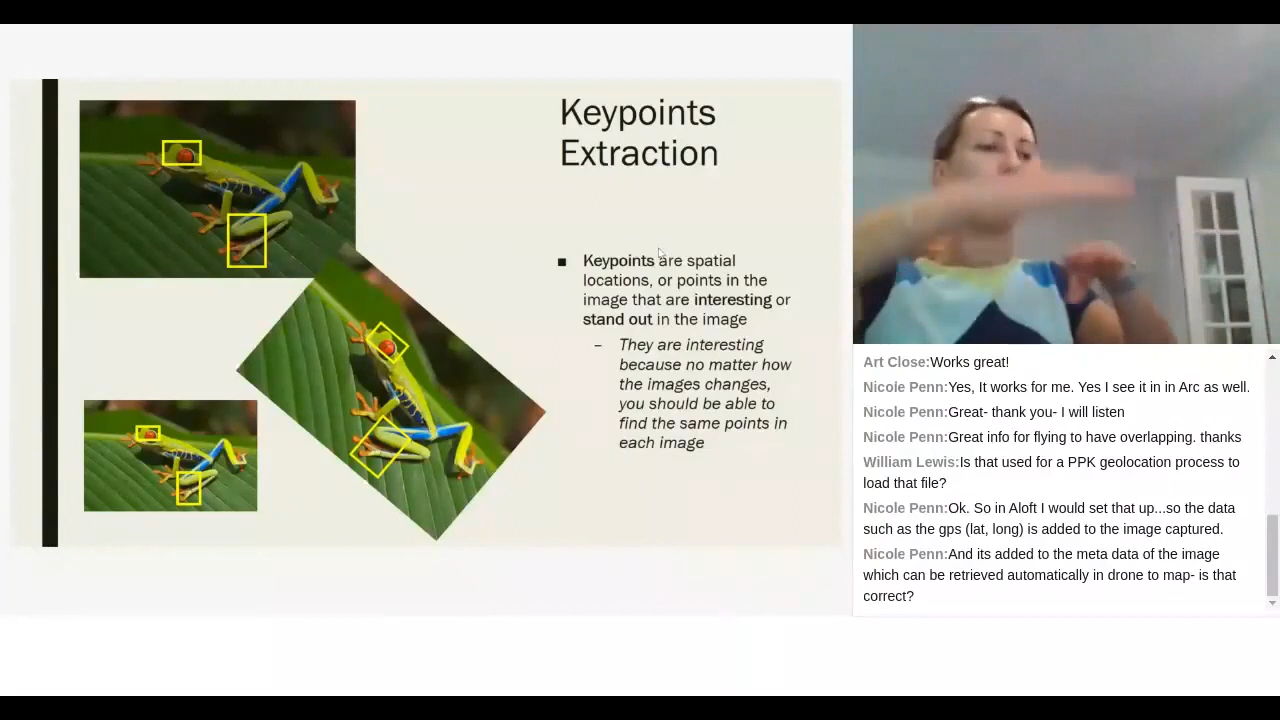 Keypoints
Extraction
■ Keypoints are spatial
locations, or points in the
image that are interesting or
stand out in the image
– They are interesting
because no matter how
the images changes,
you should be able to
find the same points in
each image
Art Close:Works great!
Nicole Penn:Yes, It works for me. Yes I see it in in Arc as well.
Nicole Penn:Great- thank you- I will listen
Nicole Penn:Great info for flying to have overlapping. thanks
William Lewis:Is that used for a PPK geolocation process to
load that file?
Nicole Penn:Ok. So in Aloft I would set that up...so the data
such as the gps (lat, long) is added to the image captured.
Nicole Penn:And its added to the meta data of the image
which can be retrieved automatically in drone to map- is that
correct?